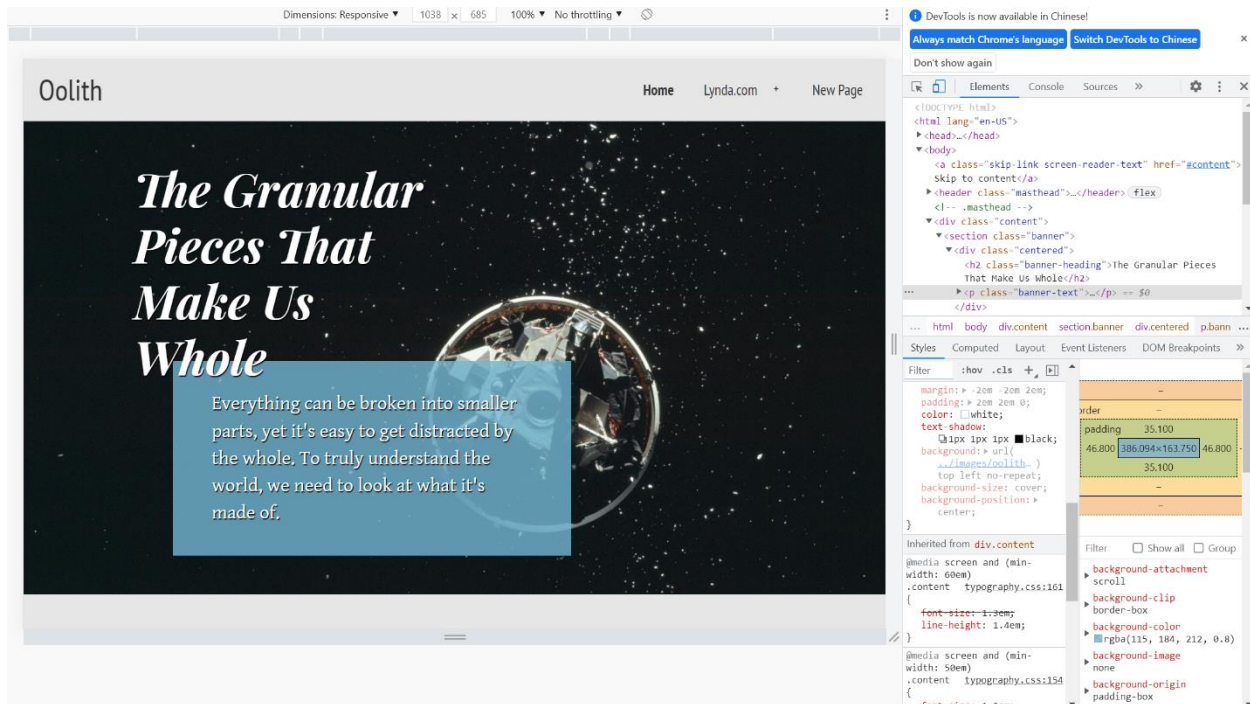 Dimensions: Responsive ▼ 1038 x 685 100% ▼ No throttling ▼
Oolith
Home Lynda.com + New Page
The Granular
Pieces That
Make Us
Whole
Everything can be broken into smaller
parts, yet it's easy to get distracted by
the whole. To truly understand the
world, we need to look at what it's
made of.
DevTools is now available in Chinese!
Always match Chrome's language Switch DevTools to Chinese
Don't show again
Elements Console Sources »
<!DOCTYPE html>
<html lang="en-US">
▶<head>…</head>
▼<body>
<a class="skip-link screen-reader-text" href="#content">
Skip to content</a>
▶<header class="masthead">…</header> flex
<!-- .masthead -->
▼<div class="content">
▼<section class="banner">
▼<div class="centered">
<h2 class="banner-heading">The Granular Pieces
That Make Us Whole</h2>
… ▶<p class="banner-text">…</p> == $0
</div>
… html body div.content section.banner div.centered p.bann …
Styles Computed Layout Event Listeners DOM Breakpoints »
Filter :hov .cls +
margin:▶ -2em -2em 2em;
padding:▶ 2em 2em 0;
color: white;
text-shadow:
1px 1px 1px black;
background:▶ url(
../images/oolith… )
top left no-repeat;
background-size: cover;
background-position:▶
center;
}
Inherited from div.content
@media screen and (min-
width: 60em)
.content typography.css:161
{
font-size: 1.3em;
line-height: 1.4em;
}
@media screen and (min-
width: 50em)
.content typography.css:154
{
–
order –
padding 35.100
46.800 386.094×163.750 46.800
35.100
–
–
Filter Show all Group
▶ background-attachment
scroll
▶ background-clip
border-box
▶ background-color
rgba(115, 184, 212, 0.8)
▶ background-image
none
▶ background-origin
padding-box